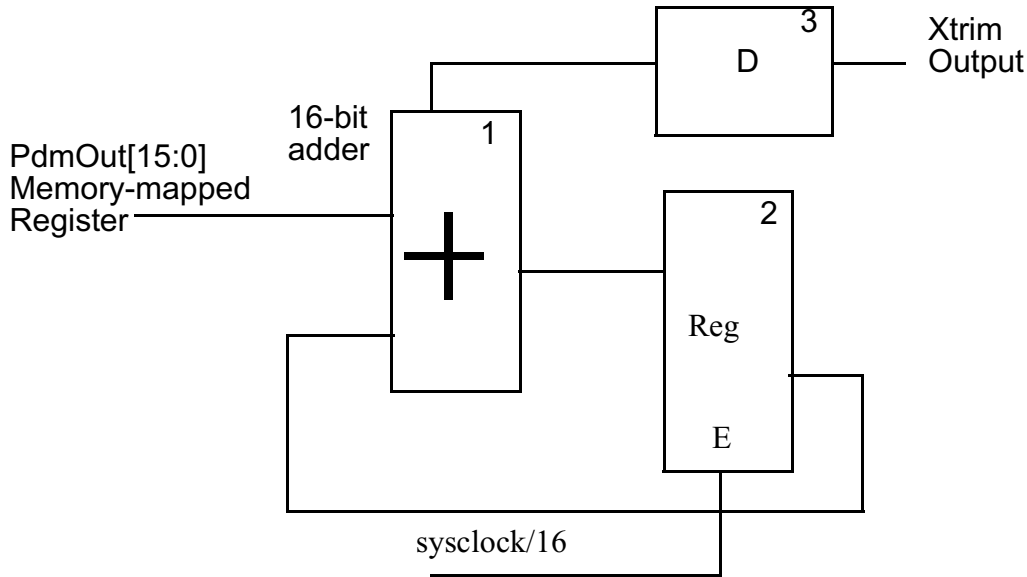 3
Xtrim
Output
D
16-bit
adder
1
PdmOut[15:0]
Memory-mapped
Register
2
Reg
E
sysclock/16